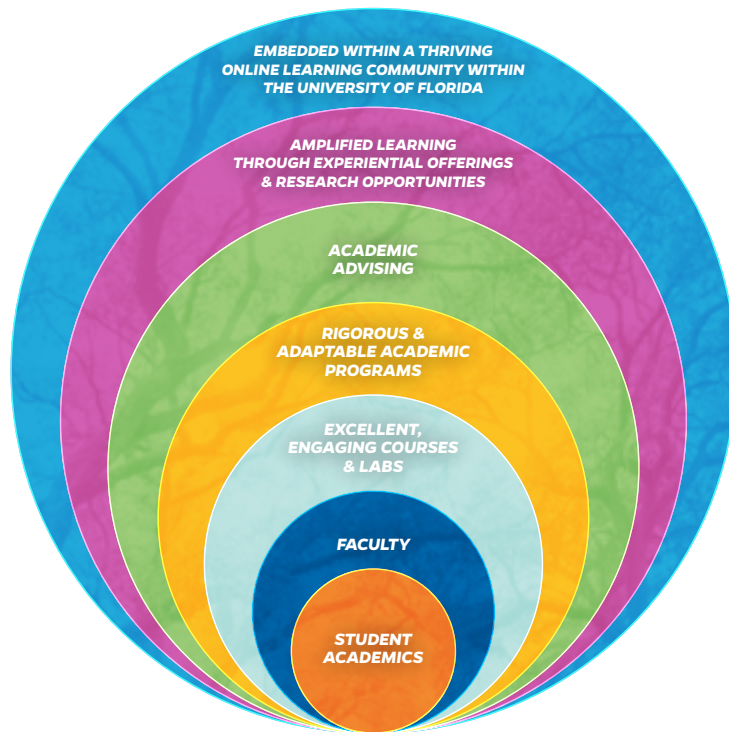 EMBEDDED WITHIN A THRIVING
ONLINE LEARNING COMMUNITY WITHIN
THE UNIVERSITY OF FLORIDA
AMPLIFIED LEARNING
THROUGH EXPERIENTIAL OFFERINGS
& RESEARCH OPPORTUNITIES
ACADEMIC
ADVISING
RIGOROUS &
ADAPTABLE ACADEMIC
PROGRAMS
EXCELLENT,
ENGAGING COURSES
& LABS
FACULTY
STUDENT
ACADEMICS